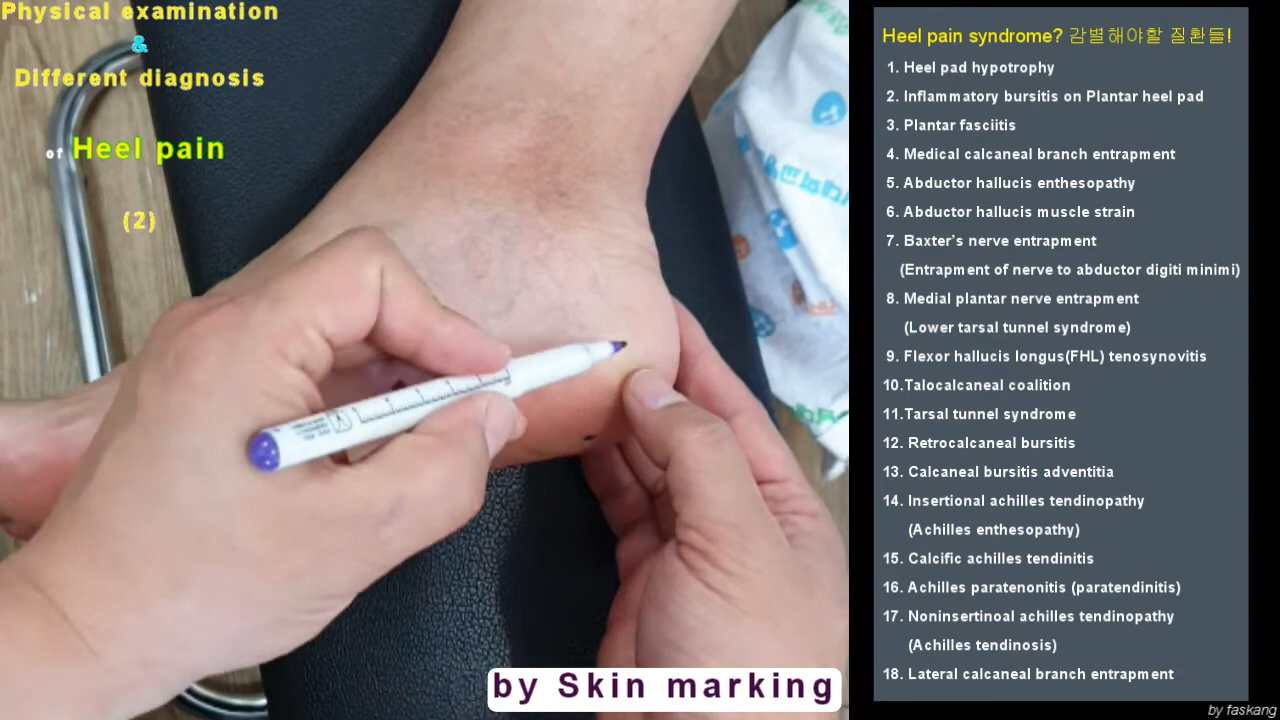 Physical examination
&
Different diagnosis
of Heel pain
(2)
by Skin marking
Heel pain syndrome? 감별해야할 질환들!
1. Heel pad hypotrophy
2. Inflammatory bursitis on Plantar heel pad
3. Plantar fasciitis
4. Medical calcaneal branch entrapment
5. Abductor hallucis enthesopathy
6. Abductor hallucis muscle strain
7. Baxter's nerve entrapment
(Entrapment of nerve to abductor digiti minimi)
8. Medial plantar nerve entrapment
(Lower tarsal tunnel syndrome)
9. Flexor hallucis longus(FHL) tenosynovitis
10.Talocalcaneal coalition
11.Tarsal tunnel syndrome
12. Retrocalcaneal bursitis
13. Calcaneal bursitis adventitia
14. Insertional achilles tendinopathy
(Achilles enthesopathy)
15. Calcific achilles tendinitis
16. Achilles paratenonitis (paratendinitis)
17. Noninsertinoal achilles tendinopathy
(Achilles tendinosis)
18. Lateral calcaneal branch entrapment
by faskang